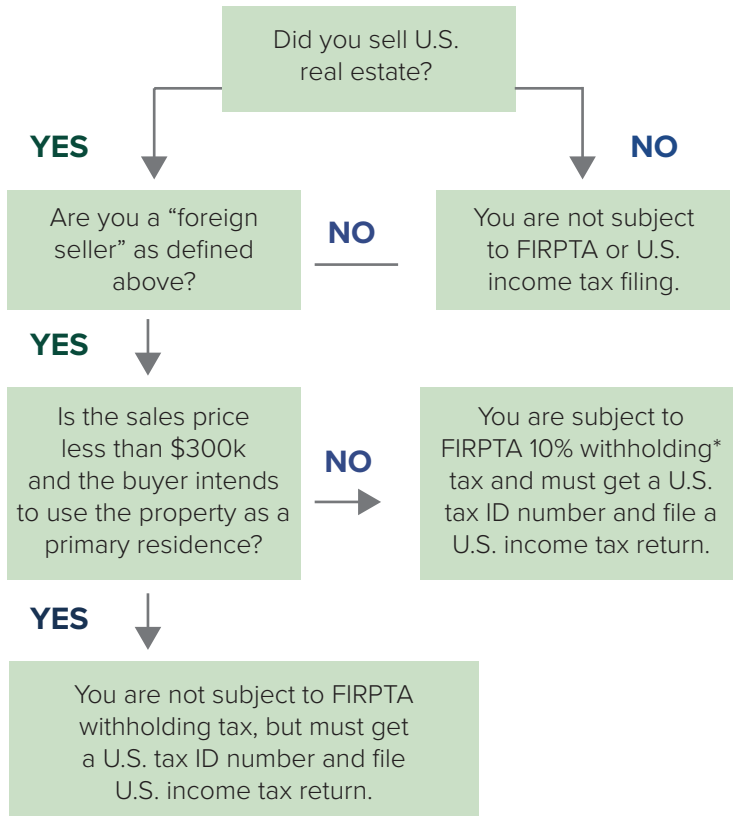 Did you sell U.S.
real estate?
YES
NO
Are you a “foreign
seller” as defined
above?
NO
You are not subject
to FIRPTA or U.S.
income tax filing.
YES
Is the sales price
less than $300k
and the buyer intends
to use the property as a
primary residence?
NO
You are subject to
FIRPTA 10% withholding*
tax and must get a U.S.
tax ID number and file a
U.S. income tax return.
YES
You are not subject to FIRPTA
withholding tax, but must get
a U.S. tax ID number and file
U.S. income tax return.